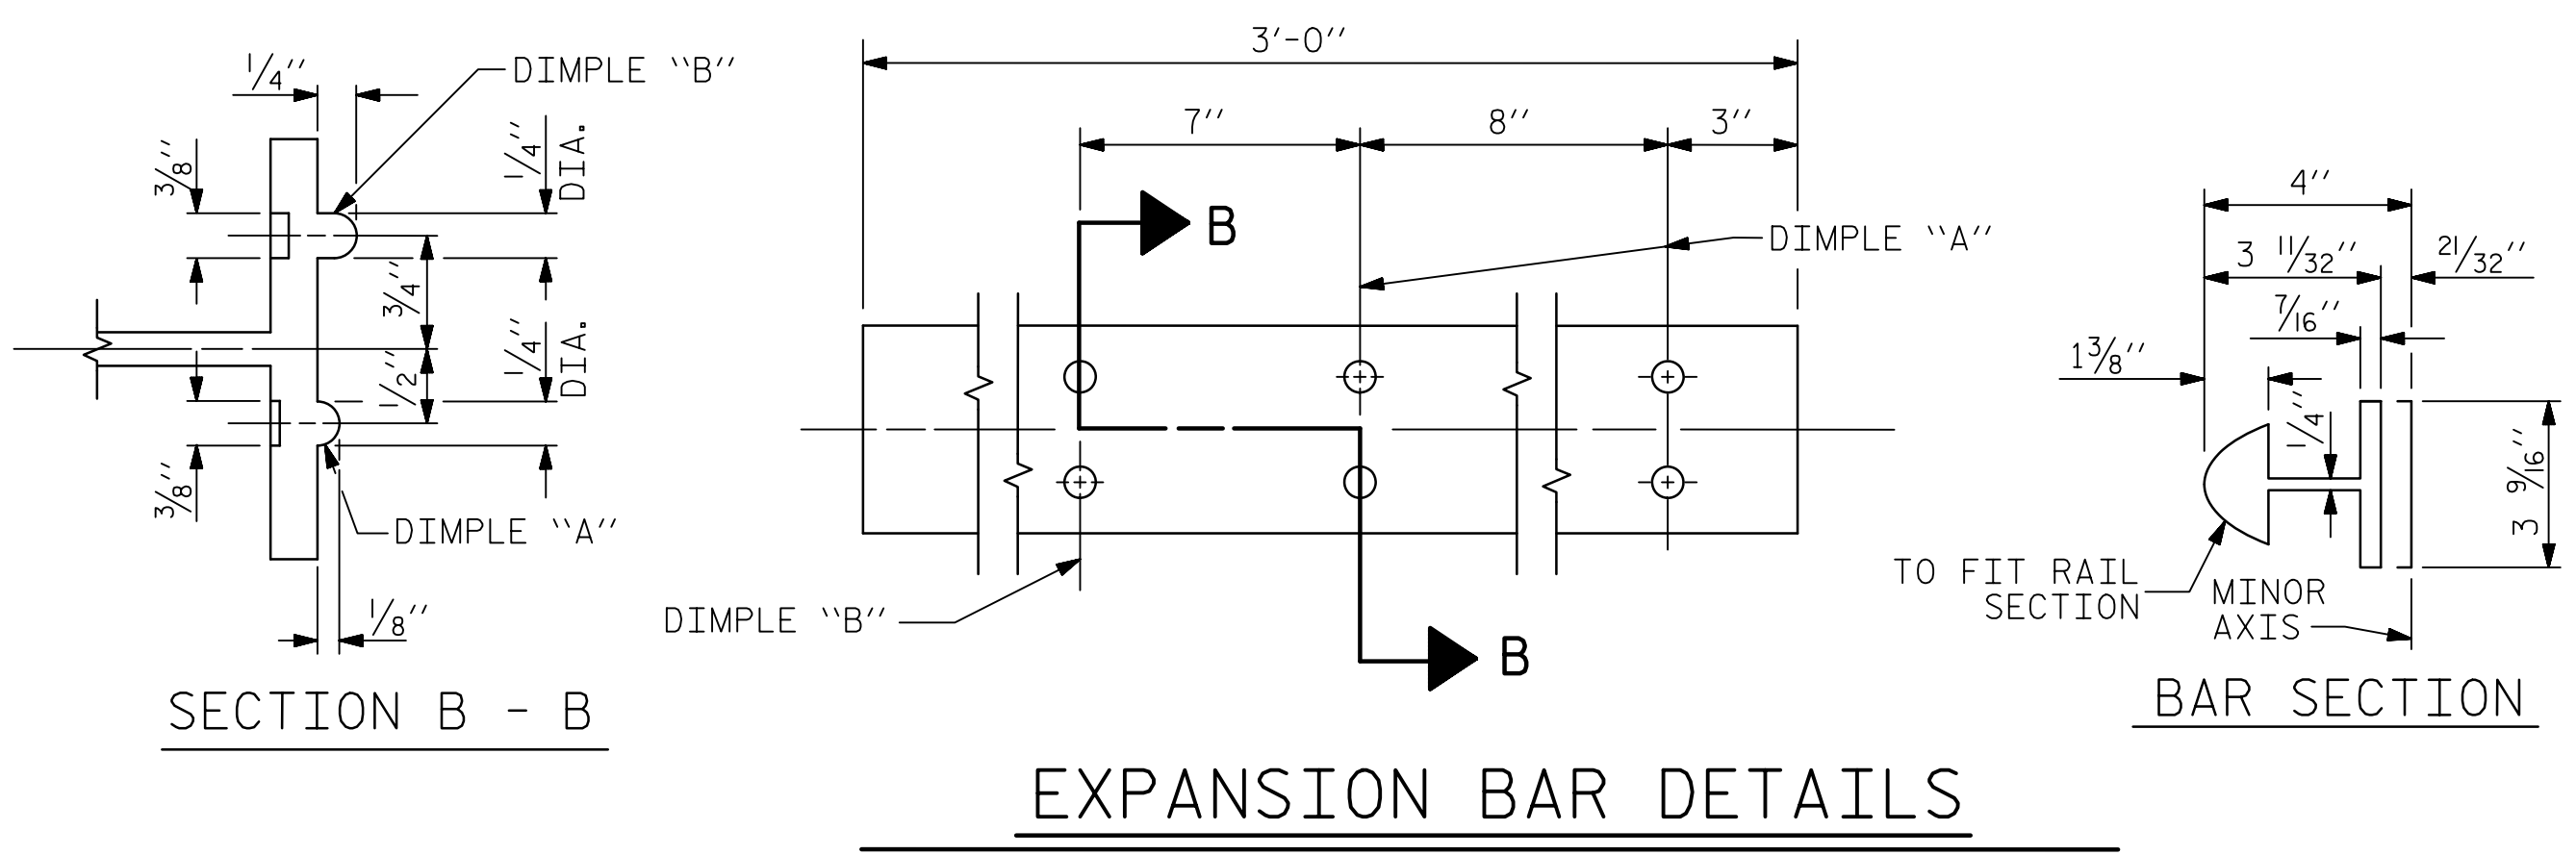 1/4" DIMPLE "B"
3/8"
1/4" DIA.
3/4"
1/2"
1/4" DIA.
3/8"
DIMPLE "A"
1/8"
SECTION B - B
3'-0"
7" 8" 3"
B
DIMPLE "A"
DIMPLE "B"
B
4"
3 11/32" 21/32"
7/16"
1 3/8"
1/4"
3 9/16"
TO FIT RAIL
SECTION
MINOR
AXIS
BAR SECTION
EXPANSION BAR DETAILS